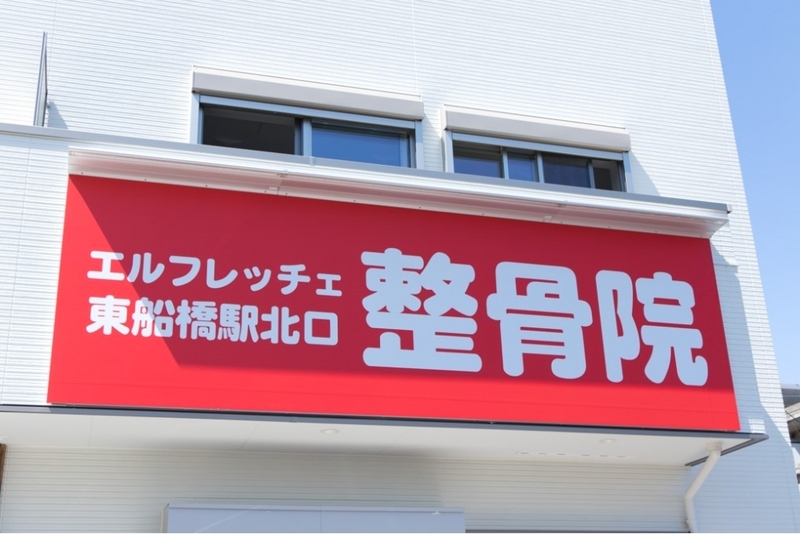 エルフレッチェ
東船橋駅北口
整骨院